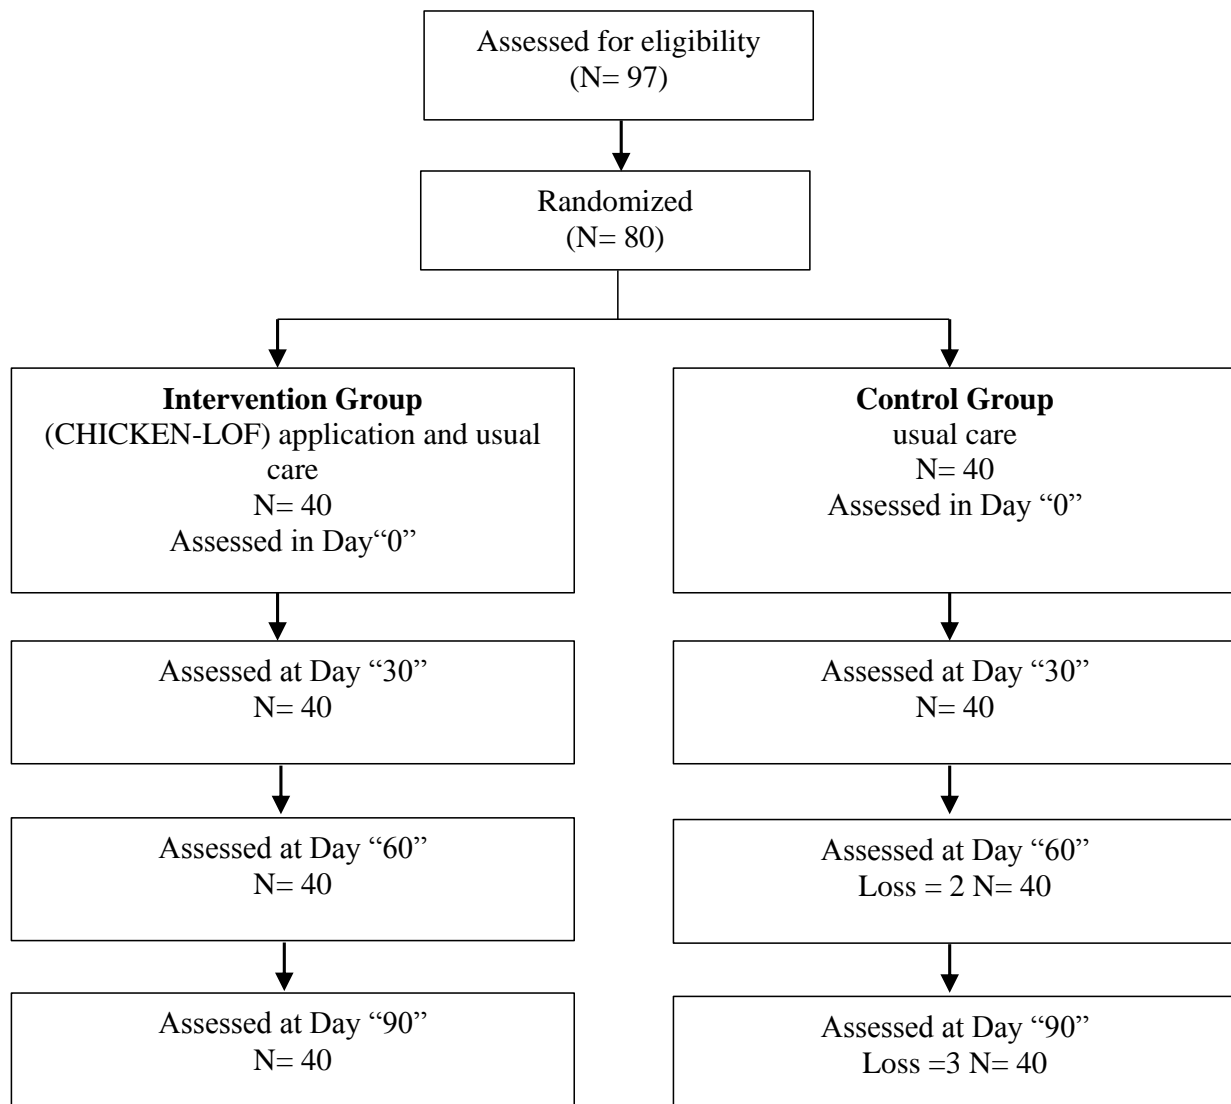 Assessed for eligibility
(N= 97)
Randomized
(N= 80)
Intervention Group
(CHICKEN-LOF) application and usual
care
N= 40
Assessed in Day“0”
Control Group
usual care
N= 40
Assessed in Day “0”
Assessed at Day “30”
N= 40
Assessed at Day “30”
N= 40
Assessed at Day “60”
N= 40
Assessed at Day “60”
Loss = 2 N= 40
Assessed at Day “90”
N= 40
Assessed at Day “90”
Loss =3 N= 40